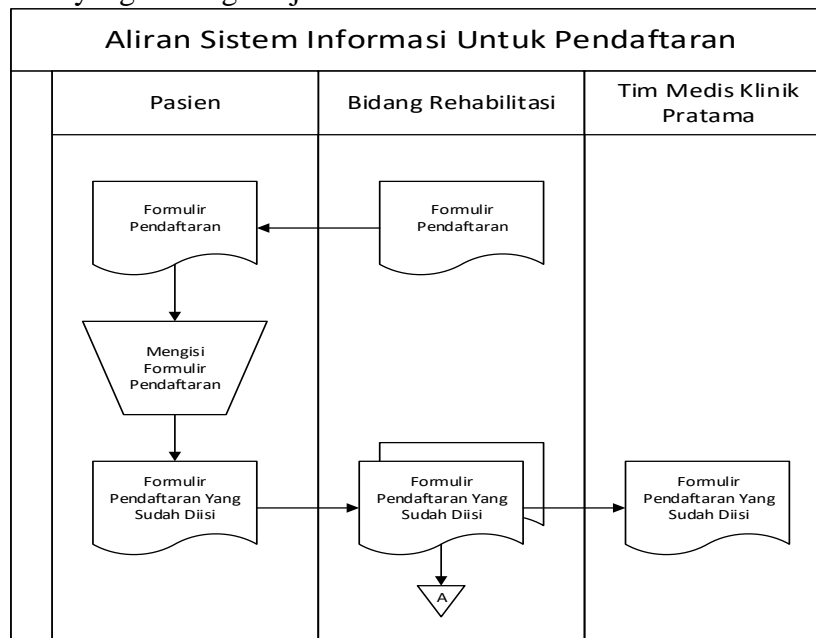 Aliran Sistem Informasi Untuk Pendaftaran
Pasien
Bidang Rehabilitasi
Tim Medis Klinik
Pratama
Formulir
Pendaftaran
Formulir
Pendaftaran
Mengisi
Formulir
Pendaftaran
Formulir
Pendaftaran Yang
Sudah Diisi
Formulir
Pendaftaran Yang
Sudah Diisi
Formulir
Pendaftaran Yang
Sudah Diisi
A